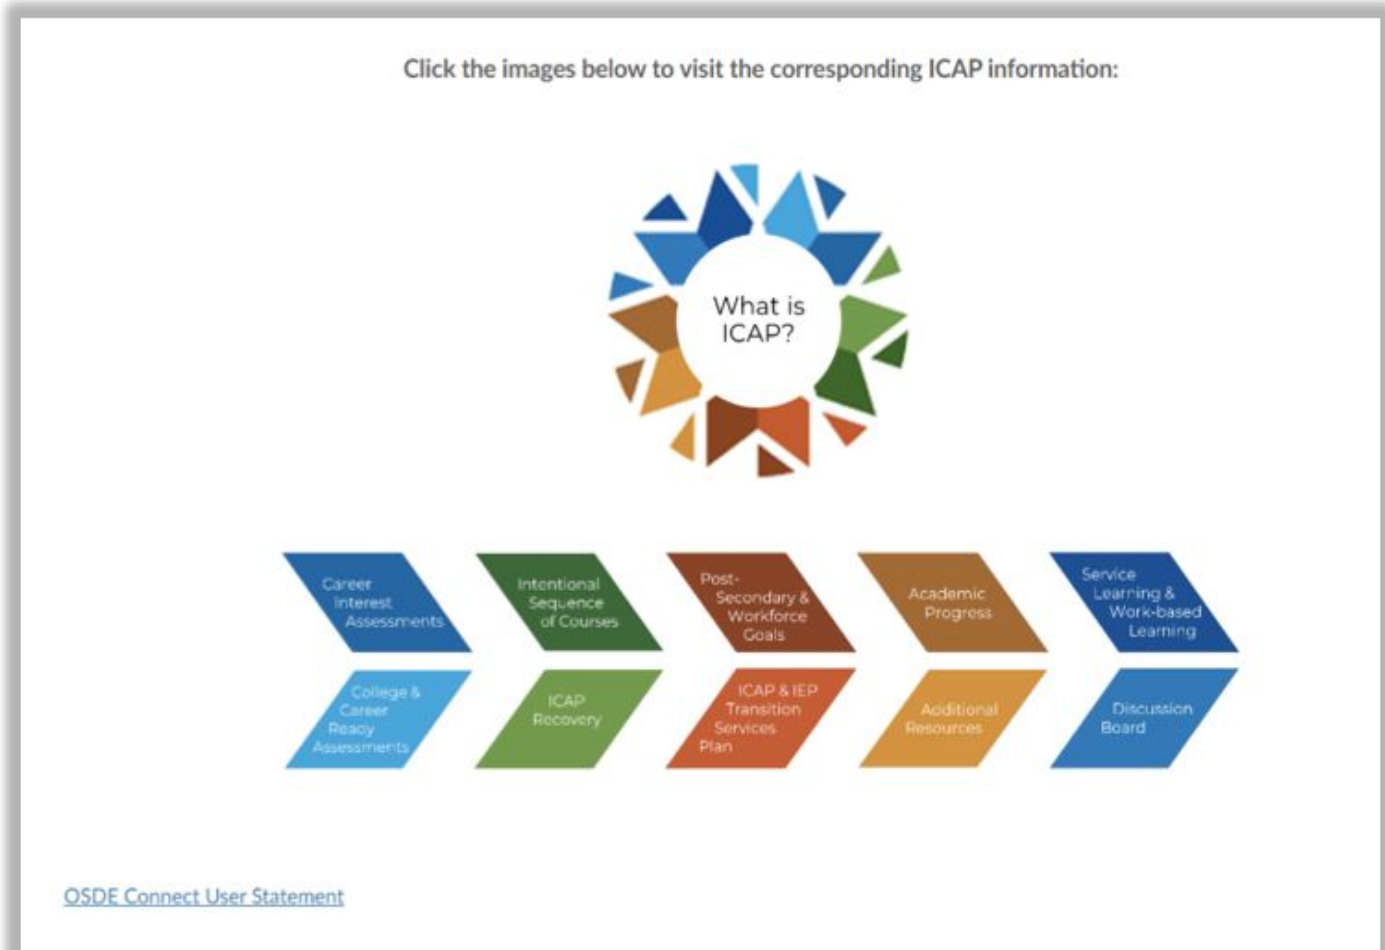 Click the images below to visit the corresponding ICAP information:
What is
ICAP?
Career
Interest
Assessments
Intentional
Sequence
of Courses
Post-
Secondary &
Workforce
Goals
Academic
Progress
Service
Learning &
Work-based
Learning
College &
Career
Ready
Assessments
ICAP
Recovery
ICAP & IEP
Transition
Services
Plan
Additional
Resources
Discussion
Board
OSDE Connect User Statement